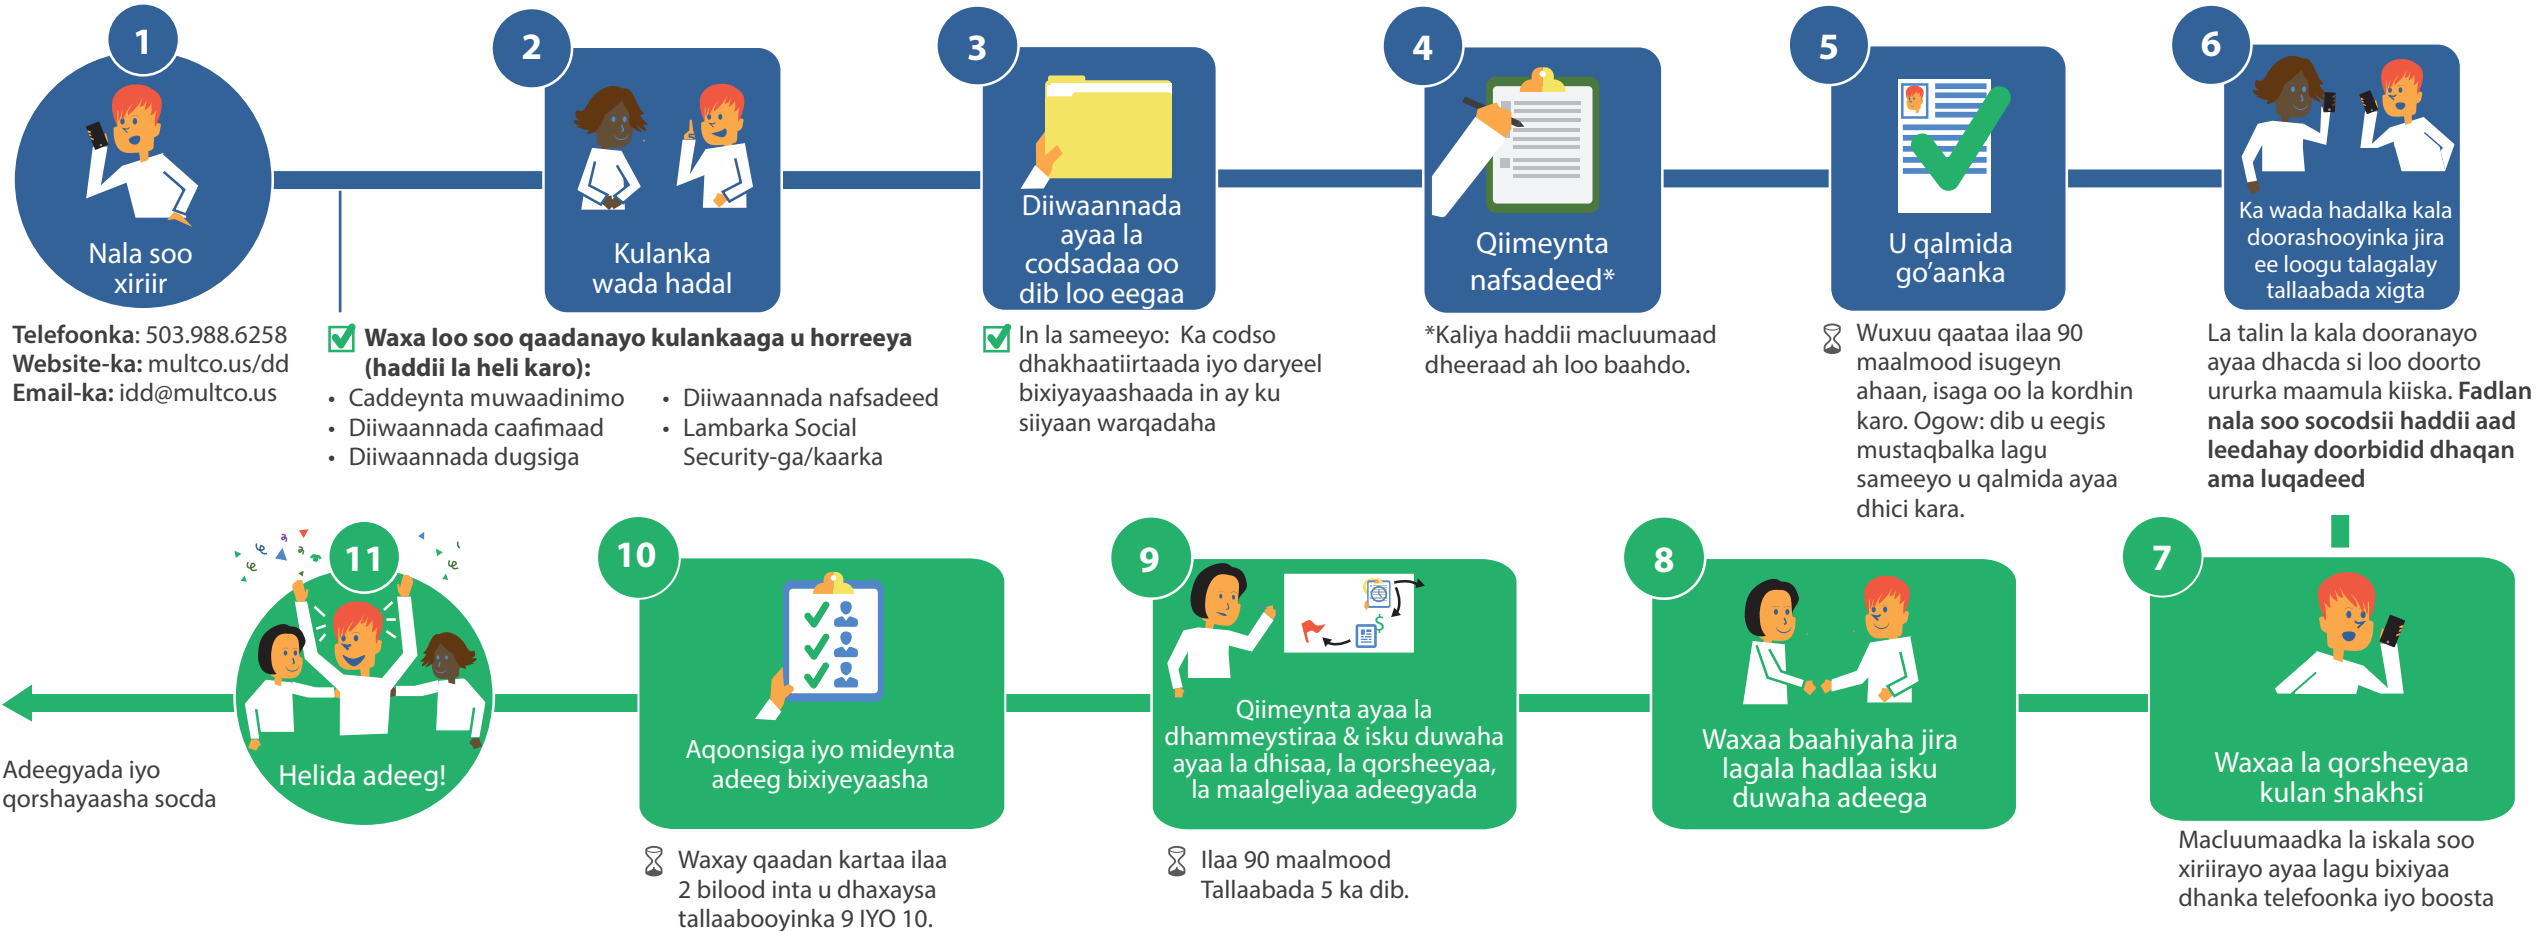 1
Nala soo
xiriir
Telefoonka: 503.988.6258
Website-ka: multco.us/dd
Email-ka: idd@multco.us
2
Kulanka
wada hadal
Waxa loo soo qaadanayo kulankaaga u horreeya
(haddii la heli karo):
• Caddeynta muwaadinimo
• Diiwaannada caafimaad
• Diiwaannada dugsiga
• Diiwaannada nafsadeed
• Lambarka Social
Security-ga/kaarka
3
Diiwaannada
ayaa la
codsadaa oo
dib loo eegaa
In la sameeyo: Ka codso
dhakhaatiirtaada iyo daryeel
bixiyayaashaada in ay ku
siiyaan warqadaha
4
Qiimeynta
nafsadeed*
*Kaliya haddii macluumaad
dheeraad ah loo baahdo.
5
U qalmida
go’aanka
Wuxuu qaataa ilaa 90
maalmood isugeyn
ahaan, isaga oo la kordhin
karo. Ogow: dib u eegis
mustaqbalka lagu
sameeyo u qalmida ayaa
dhici kara.
6
Ka wada hadalka kala
doorashooyinka jira
ee loogu talagalay
tallaabada xigta
La talin la kala dooranayo
ayaa dhacda si loo doorto
ururka maamula kiiska. Fadlan
nala soo socodsii haddii aad
leedahay doorbidid dhaqan
ama luqadeed
7
Waxaa la qorsheeyaa
kulan shakhsi
Macluumaadka la iskala soo
xiriirayo ayaa lagu bixiyaa
dhanka telefoonka iyo boosta
8
Waxaa baahiyaha jira
lagala hadlaa isku
duwaha adeega
9
Qiimeynta ayaa la
dhammeystiraa & isku duwaha
ayaa la dhisaa, la qorsheeyaa,
la maalgeliyaa adeegyada
Ilaa 90 maalmood
Tallaabada 5 ka dib.
10
Aqoonsiga iyo mideynta
adeeg bixiyeyaasha
Waxay qaadan kartaa ilaa
2 bilood inta u dhaxaysa
tallaabooyinka 9 IYO 10.
11
Helida adeeg!
Adeegyada iyo
qorshayaasha socda